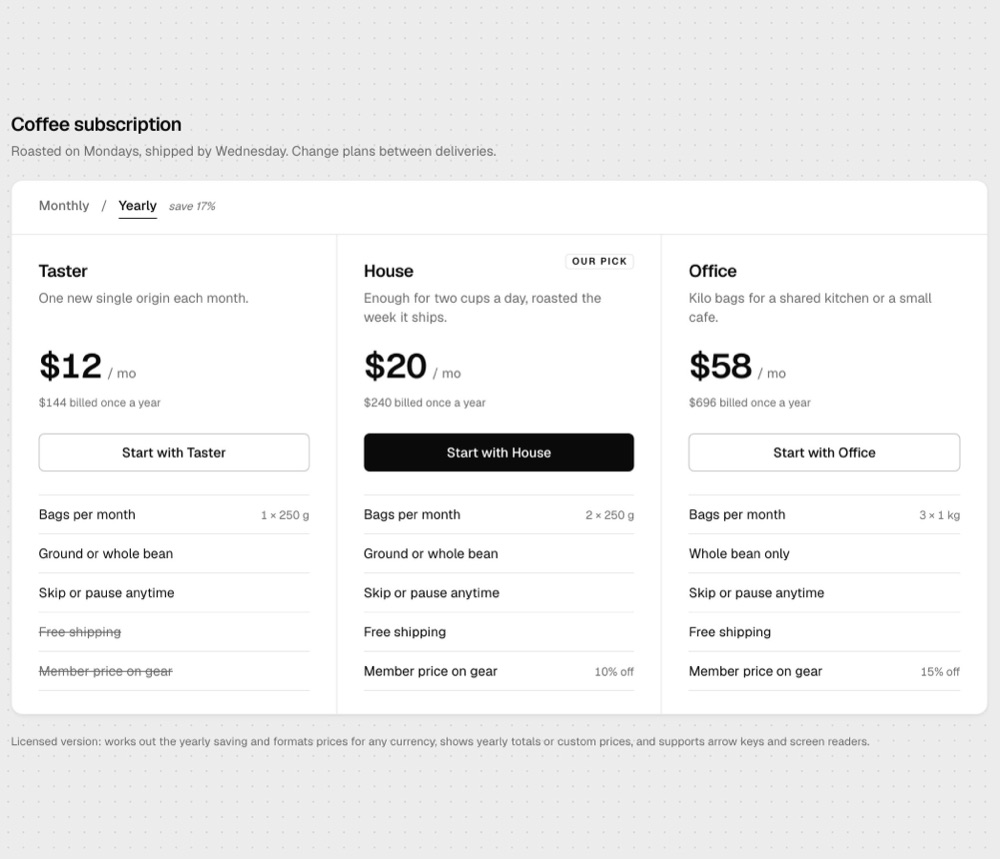 Coffee subscription
Roasted on Mondays, shipped by Wednesday. Change plans between deliveries.
Monthly / Yearly save 17%
Taster
One new single origin each month.
$12 / mo
$144 billed once a year
Start with Taster
Bags per month 1 × 250 g
Ground or whole bean
Skip or pause anytime
Free shipping
Member price on gear
OUR PICK
House
Enough for two cups a day, roasted the
week it ships.
$20 / mo
$240 billed once a year
Start with House
Bags per month 2 × 250 g
Ground or whole bean
Skip or pause anytime
Free shipping
Member price on gear 10% off
Office
Kilo bags for a shared kitchen or a small
cafe.
$58 / mo
$696 billed once a year
Start with Office
Bags per month 3 × 1 kg
Whole bean only
Skip or pause anytime
Free shipping
Member price on gear 15% off
Licensed version: works out the yearly saving and formats prices for any currency, shows yearly totals or custom prices, and supports arrow keys and screen readers.